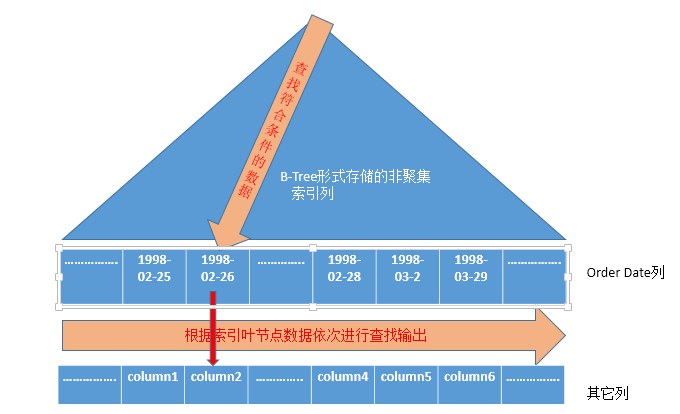 查找符合条件的数据
B-Tree形式存储的非聚集
索引列
…………….
1998-
02-25
1998-
02-26
…………..
1998-
02-28
1998-
03-2
1998-
03-29
…………….
Order Date列
根据索引叶节点数据依次进行查找输出
……………. column1 column2 ………….. column4 column5 column6 …………….
其它列